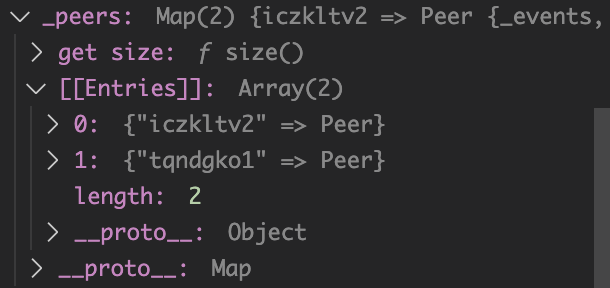 _peers: Map(2) {iczkltv2 => Peer {_events,
get size: ƒ size()
[[Entries]]: Array(2)
0: {"iczkltv2" => Peer}
1: {"tqndgko1" => Peer}
length: 2
__proto__: Object
__proto__: Map